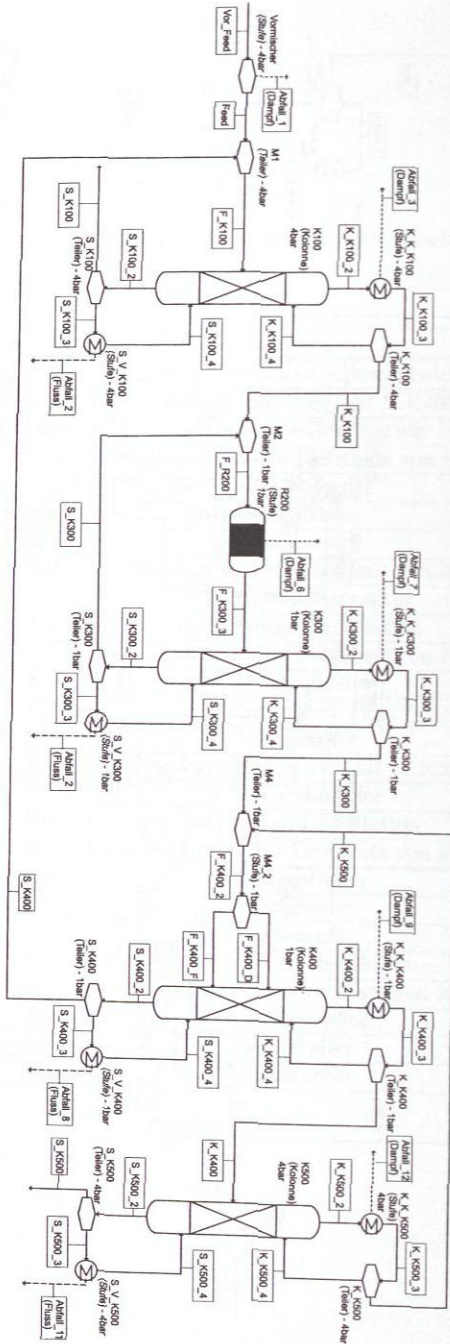 Vor_Feed
Vormischer
(Stufe) - 4bar
Abfall_1
(Dampf)
Feed
M1
(Teiler) - 4bar
F_K100
K100
(Kolonne)
4bar
K_K100_2
Abfall_3
(Dampf)
K_K_K100
(Stufe) - 4bar
K_K100_3
K_K100
(Teiler) - 4bar
K_K100_4
K_K100
S_K100_2
S_K100
(Teiler) - 4bar
S_K100
S_K100_3
S_K100_4
S_V_K100
(Stufe) - 4bar
Abfall_2
(Fluss)
M2
(Teiler) - 1bar
F_R200
R200
(Stufe)
1bar
Abfall_6
(Dampf)
F_K300_3
S_K300
K300
(Kolonne)
1bar
K_K300_2
Abfall_7
(Dampf)
K_K_K300
(Stufe) - 1bar
K_K300_3
K_K300
(Teiler) - 1bar
K_K300_4
K_K300
S_K300_2
S_K300
(Teiler) - 1bar
S_K300_3
S_K300_4
S_V_K300
(Stufe) - 1bar
Abfall_2
(Fluss)
M4
(Teiler) - 1bar
K_K500
M4_2
(Stufe) - 1bar
F_K400_2
F_K400_D
F_K400_F
K400
(Kolonne) -
1bar
K_K400_2
Abfall_9
(Dampf)
K_K_K400
(Stufe) - 1bar
K_K400_3
K_K400
(Teiler) - 1bar
K_K400_4
K_K400
S_K400_2
S_K400
(Teiler) - 1bar
S_K400
S_K400_3
S_K400_4
S_V_K400
(Stufe) - 1bar
Abfall_8
(Fluss)
K500
(Kolonne)
4bar
K_K500_2
Abfall_12
(Dampf)
K_K_K500
(Stufe)
4bar
K_K500_3
K_K500
(Teiler) - 4bar
K_K500_4
S_K500_2
S_K500
(Teiler) - 4bar
S_K500
S_K500_3
S_K500_4
S_V_K500
(Stufe) - 4bar
Abfall_11
(Fluss)